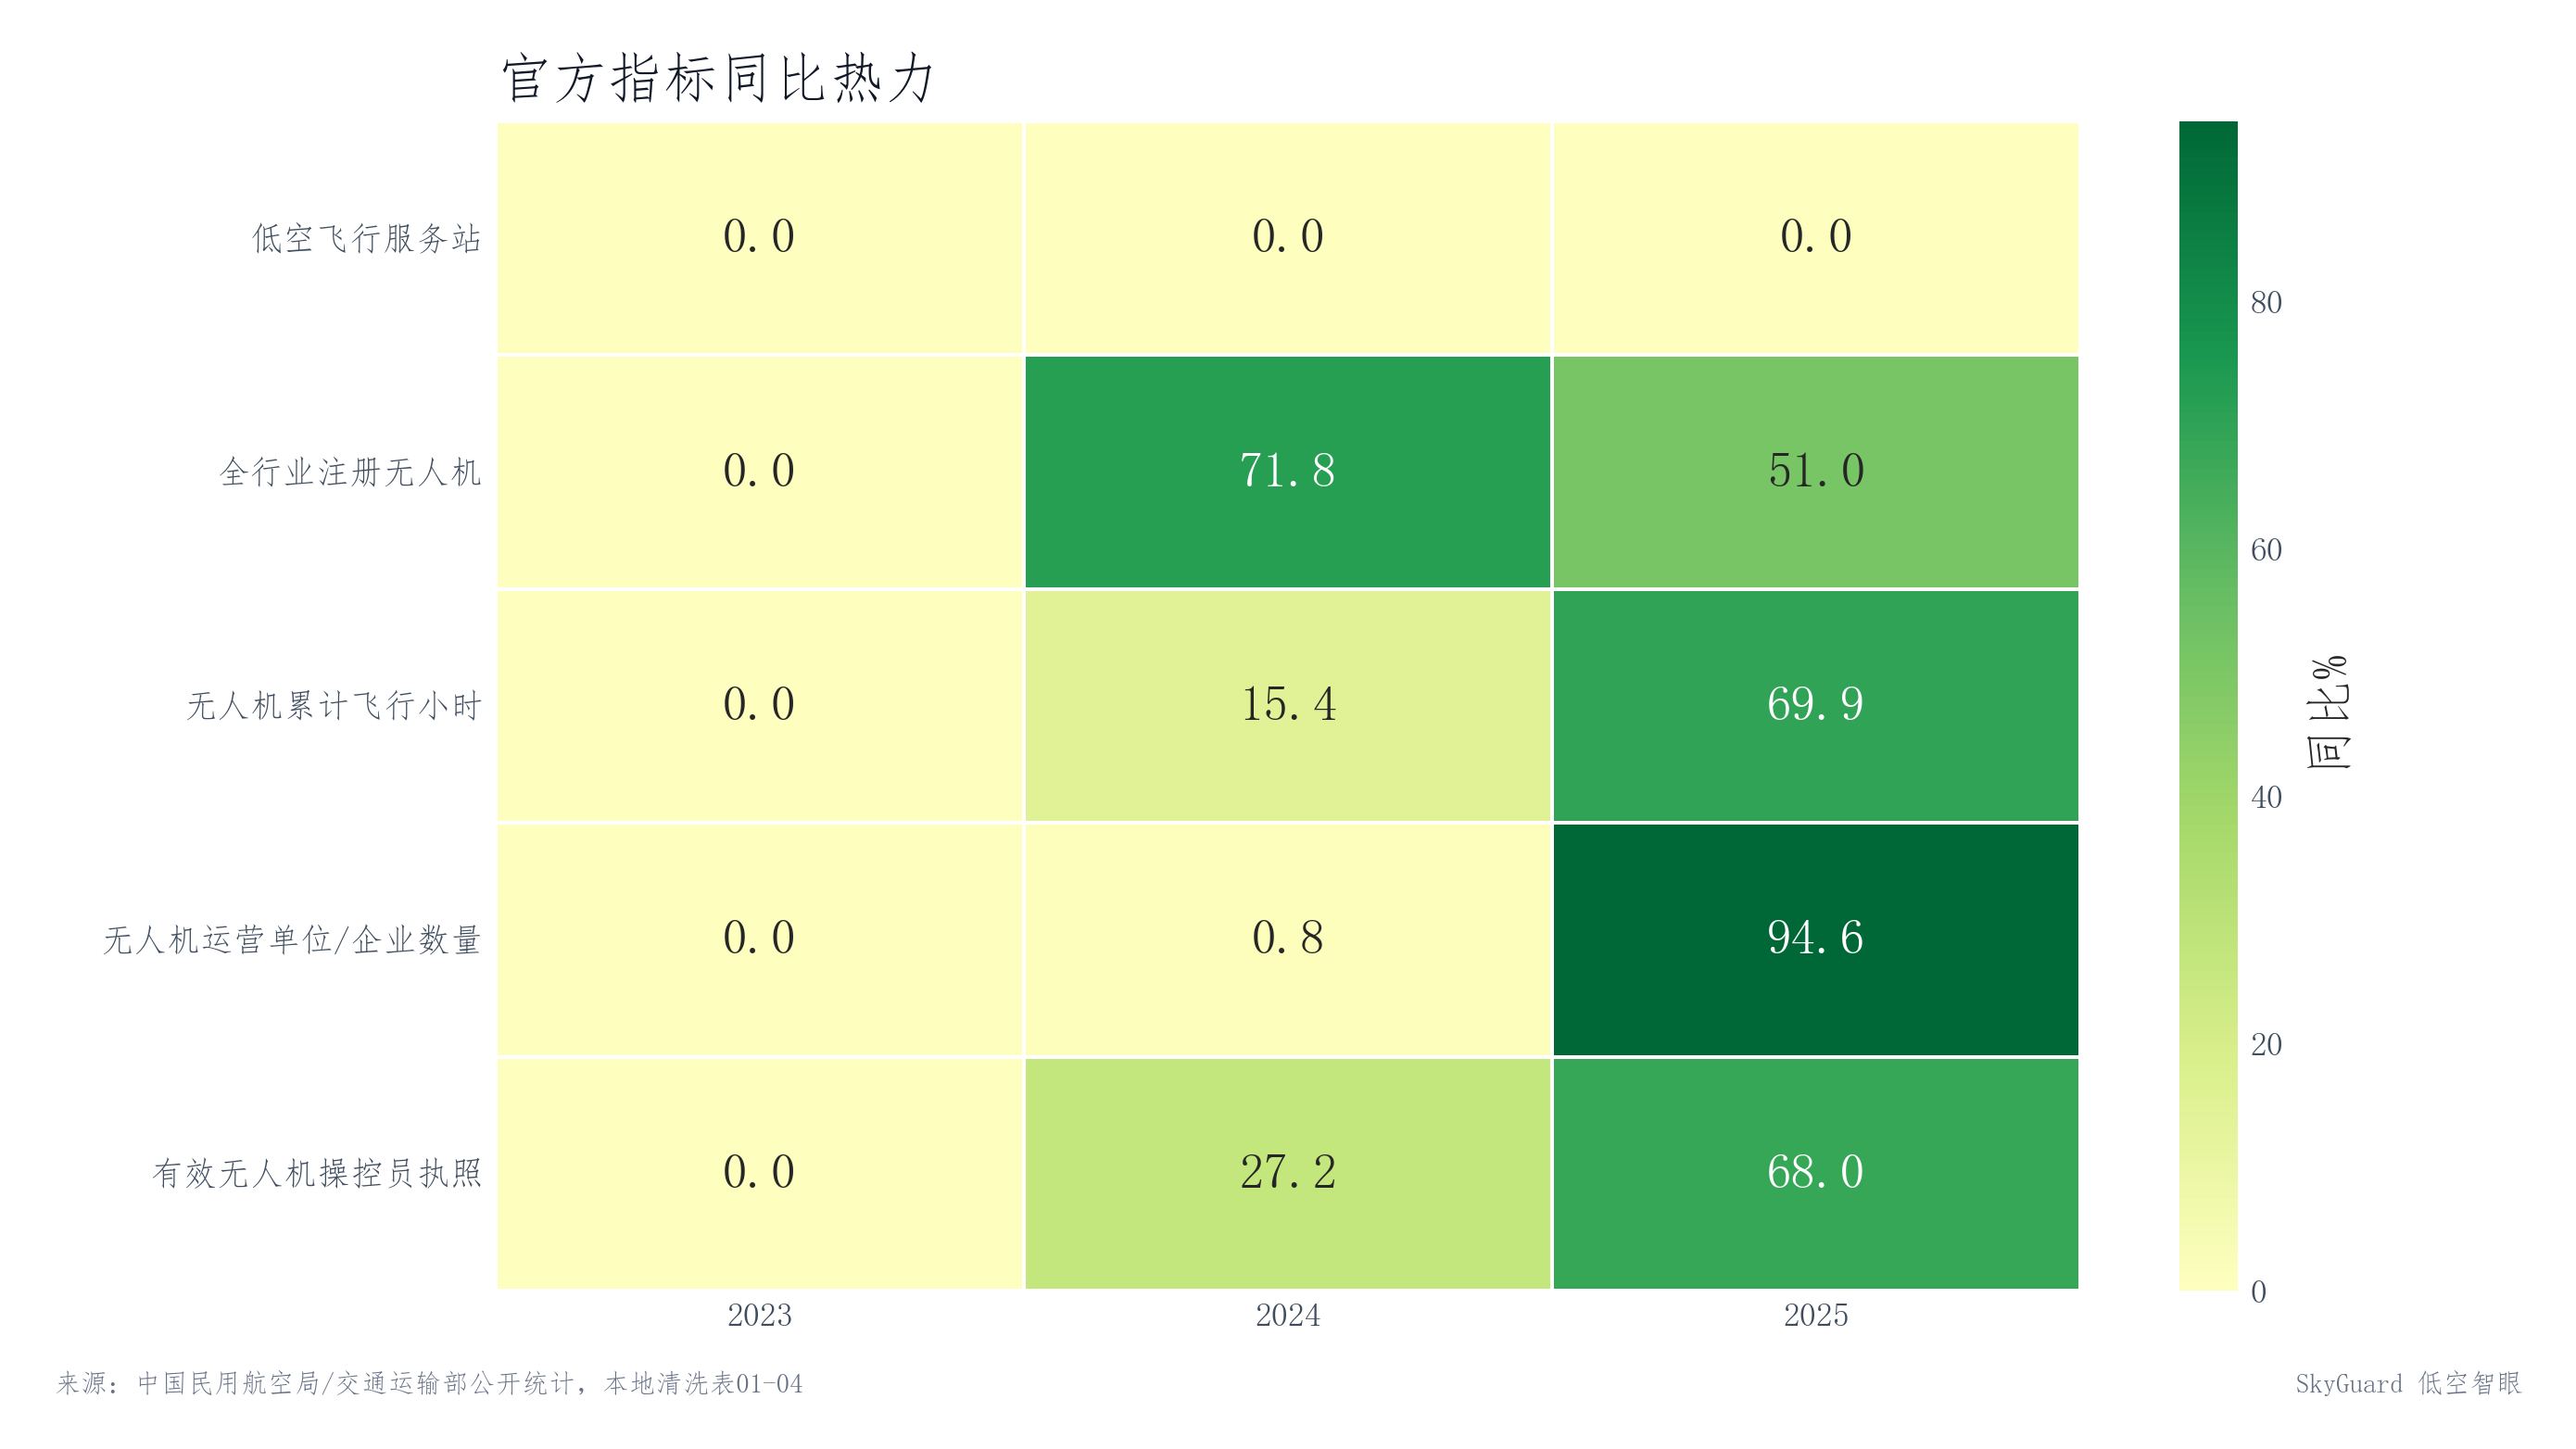 官方指标同比热力
低空飞行服务站 0.0 0.0 0.0
全行业注册无人机 0.0 71.8 51.0
无人机累计飞行小时 0.0 15.4 69.9
无人机运营单位/企业数量 0.0 0.8 94.6
有效无人机操控员执照 0.0 27.2 68.0
2023 2024 2025
80
60
40
20
0
同比%
来源：中国民用航空局/交通运输部公开统计，本地清洗表01-04
SkyGuard 低空智眼